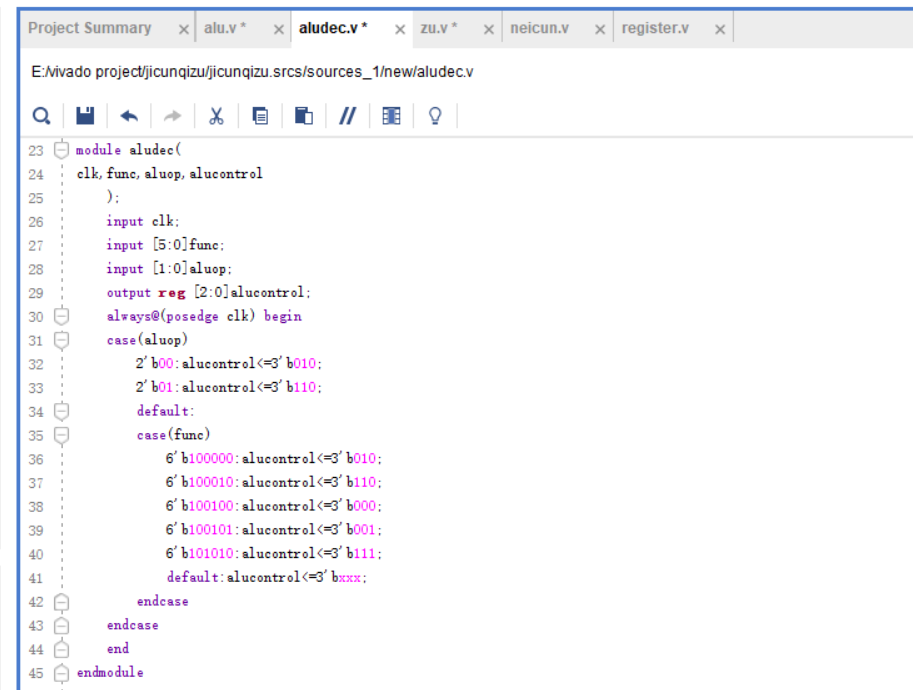 Project Summary × alu.v * × aludec.v * × zu.v * × neicun.v × register.v ×
E:/vivado project/jicunqizu/jicunqizu.srcs/sources_1/new/aludec.v
23 module aludec(
24 clk,func,aluop,alucontrol
25 );
26 input clk;
27 input [5:0]func;
28 input [1:0]aluop;
29 output reg [2:0]alucontrol;
30 always@(posedge clk) begin
31 case(aluop)
32 2'b00:alucontrol<=3'b010;
33 2'b01:alucontrol<=3'b110;
34 default:
35 case(func)
36 6'b100000:alucontrol<=3'b010;
37 6'b100010:alucontrol<=3'b110;
38 6'b100100:alucontrol<=3'b000;
39 6'b100101:alucontrol<=3'b001;
40 6'b101010:alucontrol<=3'b111;
41 default:alucontrol<=3'bxxx;
42 endcase
43 endcase
44 end
45 endmodule